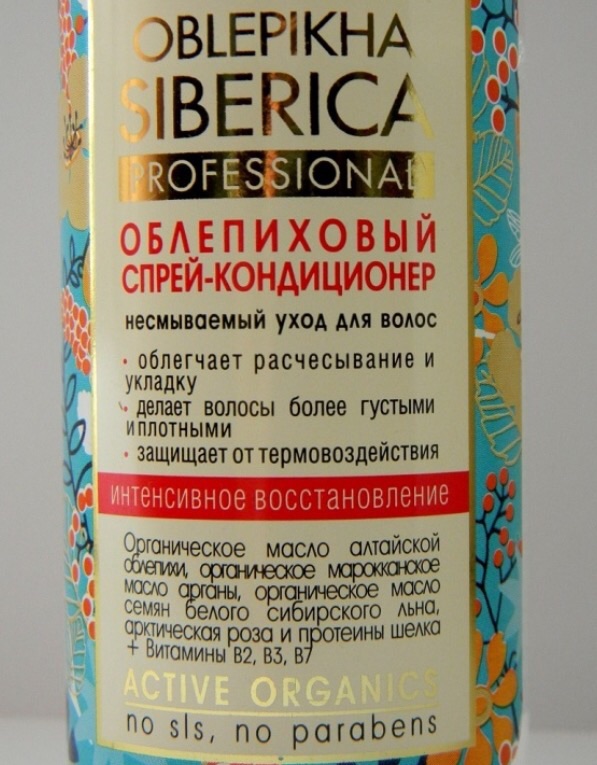 OBLEPIKHA
SIBERICA
PROFESSIONAL
ОБЛЕПИХОВЫЙ
СПРЕЙ-КОНДИЦИОНЕР
несмываемый уход для волос
· облегчает расчесывание и
укладку
· делает волосы более густыми
и плотными
· защищает от термовоздействия
интенсивное восстановление
Органическое масло алтайской
облепихи, органическое марокканское
масло арганы, органическое масло
семян белого сибирского льна,
арктическая роза и протеины шелка
+ Витамины B2, B3, B7
ACTIVE ORGANICS
no sls, no parabens